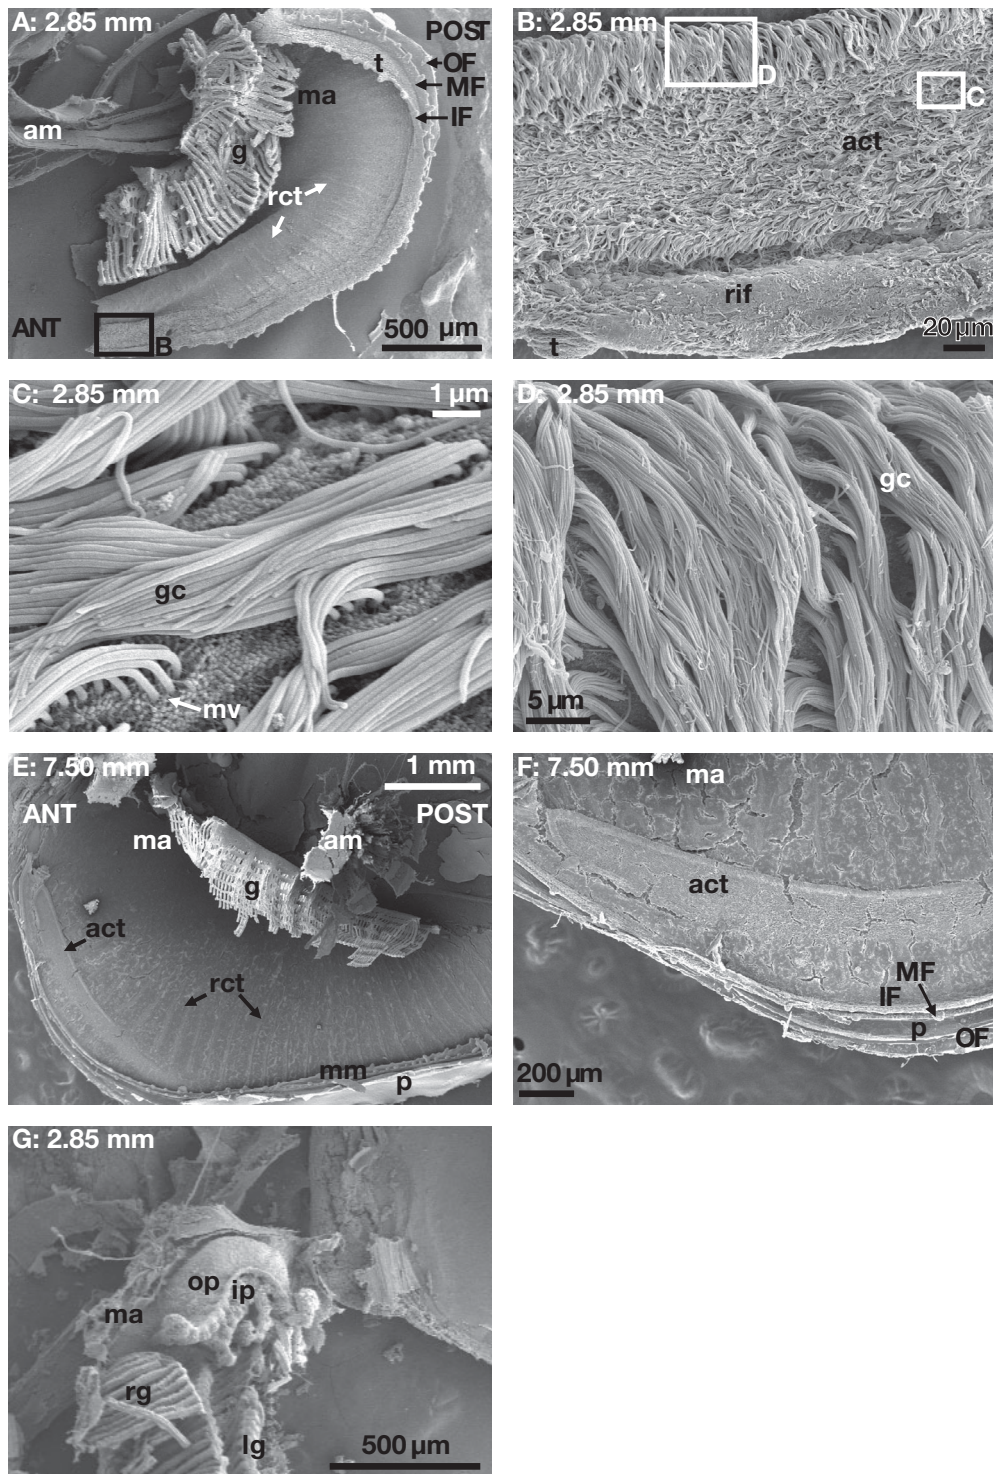 A: 2.85 mm
POST
OF
MF
IF
t
ma
am
g
rct
ANT
B
500 µm
B: 2.85 mm
D
C
act
rif
t
20 µm
C: 2.85 mm
1 µm
gc
mv
D: 2.85 mm
gc
5 µm
E: 7.50 mm
1 mm
ANT
POST
ma
am
g
act
rct
mm
p
F: 7.50 mm
ma
act
MF
IF
p
OF
200 µm
G: 2.85 mm
op
ip
ma
rg
lg
500 µm